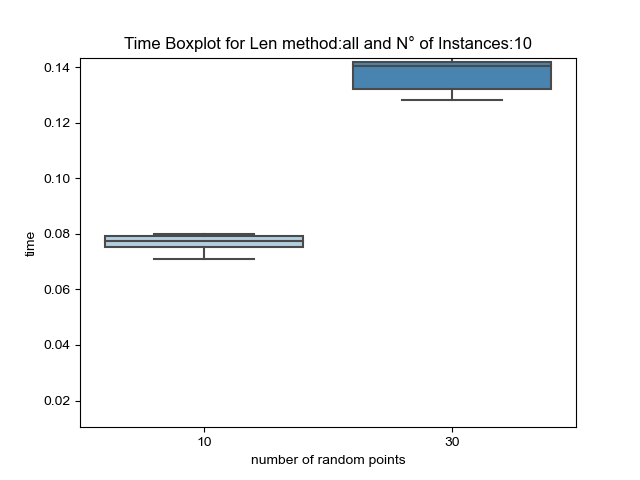 Time Boxplot for Len method:all and N° of Instances:10
0.14
0.12
0.10
0.08
0.06
0.04
0.02
time
10 30
number of random points